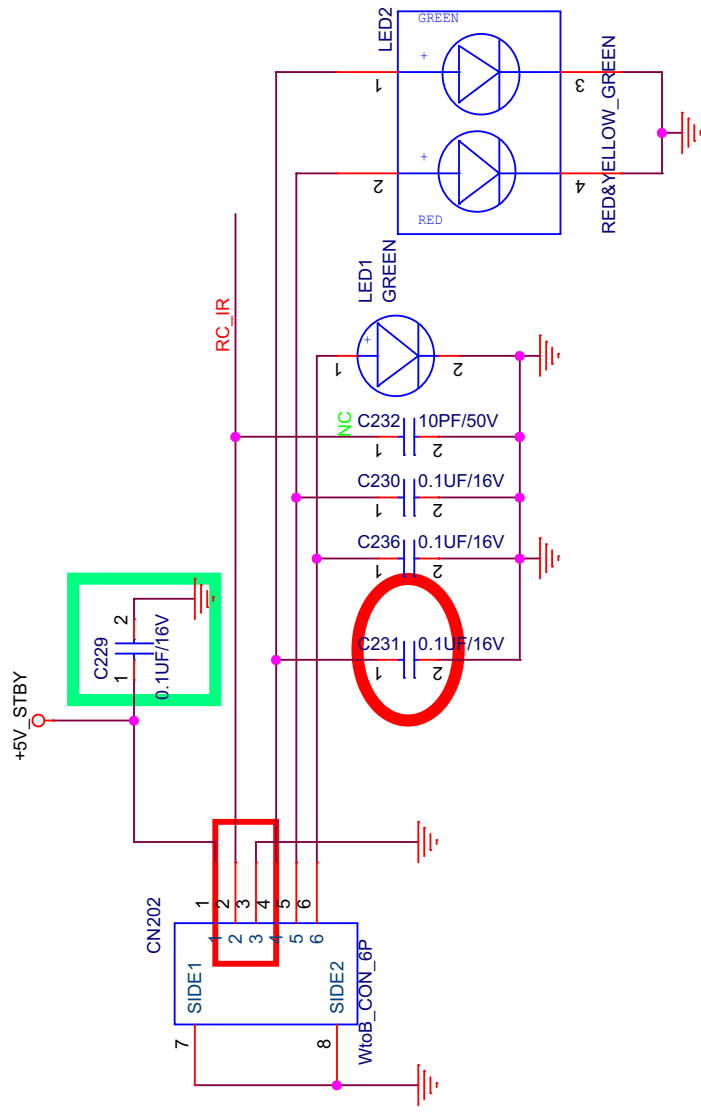 LED2
GREEN
+
1
3
+
2
4
RED
RED&YELLOW_GREEN
RC_IR
LED1
GREEN
+
1
2
NC
C232
10PF/50V
1
2
C230
0.1UF/16V
1
2
C236
0.1UF/16V
1
2
C231
0.1UF/16V
1
2
C229
0.1UF/16V
1
2
+5V_STBY
CN202
1
2
3
4
5
6
1
2
3
4
5
6
SIDE1
SIDE2
7
8
WtoB_CON_6P